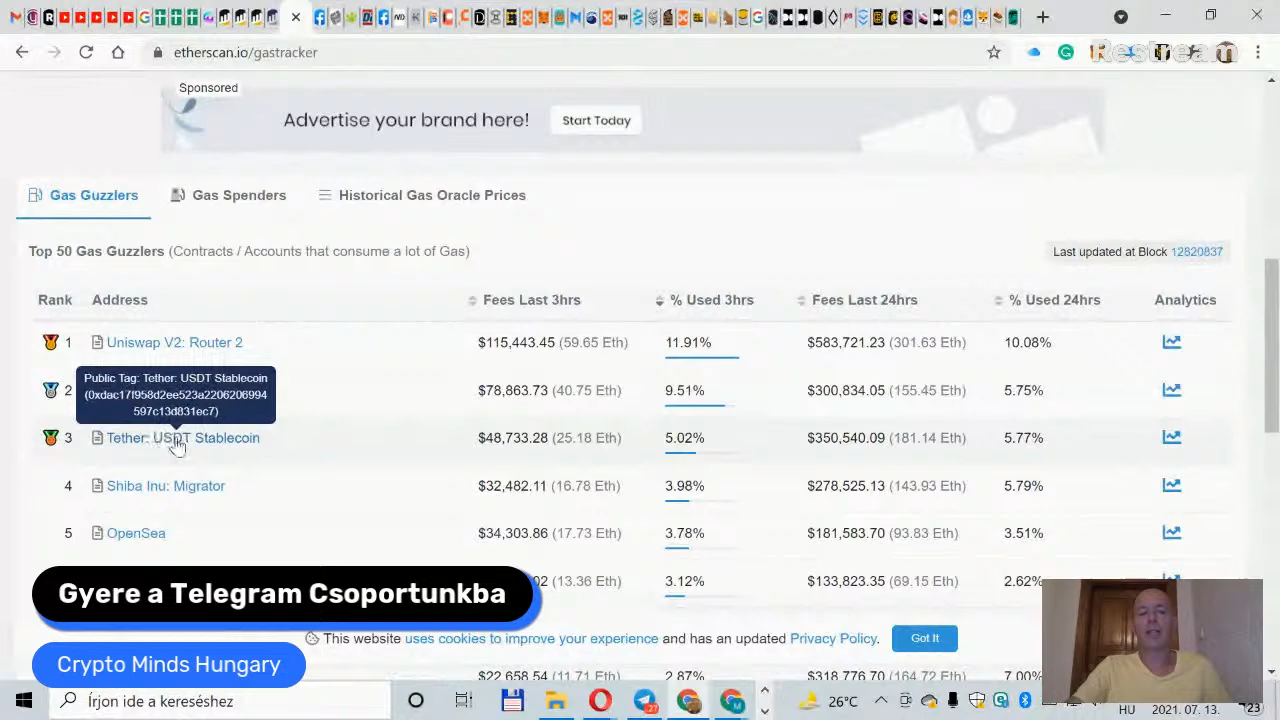 etherscan.io/gastracker
Sponsored
Advertise your brand here!
Start Today
Gas Guzzlers
Gas Spenders
Historical Gas Oracle Prices
Top 50 Gas Guzzlers (Contracts / Accounts that consume a lot of Gas)
Last updated at Block 12820837
Rank Address Fees Last 3hrs % Used 3hrs Fees Last 24hrs % Used 24hrs Analytics
1 Uniswap V2: Router 2 $115,443.45 (59.65 Eth) 11.91% $583,721.23 (301.63 Eth) 10.08%
Public Tag: Tether: USDT Stablecoin
(0xdac17f958d2ee523a2206206994
597c13d831ec7)
2 $78,863.73 (40.75 Eth) 9.51% $300,834.05 (155.45 Eth) 5.75%
3 Tether: USDT Stablecoin $48,733.28 (25.18 Eth) 5.02% $350,540.09 (181.14 Eth) 5.77%
4 Shiba Inu: Migrator $32,482.11 (16.78 Eth) 3.98% $278,525.13 (143.93 Eth) 5.79%
5 OpenSea $34,303.86 (17.73 Eth) 3.78% $181,583.70 (93.83 Eth) 3.51%
02 (13.36 Eth) 3.12% $133,823.35 (69.15 Eth) 2.62%
Gyere a Telegram Csoportunkba
This website uses cookies to improve your experience and has an updated Privacy Policy.
Got It
Crypto Minds Hungary
$22,658.54 (11.71 Eth) 2.87% $318,776.70 (164.72 Eth) 7.00%
Írjon ide a kereséshez
27
26°C
HU
2021. 07. 13.
23